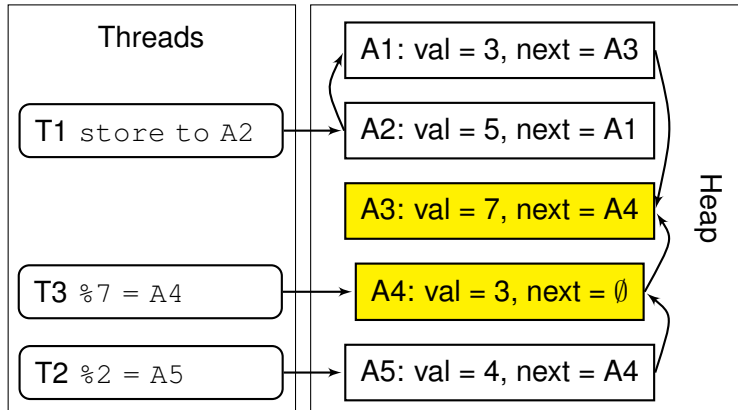 Threads
T1 store to A2
T3 %7 = A4
T2 %2 = A5
A1: val = 3, next = A3
A2: val = 5, next = A1
A3: val = 7, next = A4
A4: val = 3, next = ∅
A5: val = 4, next = A4
Heap